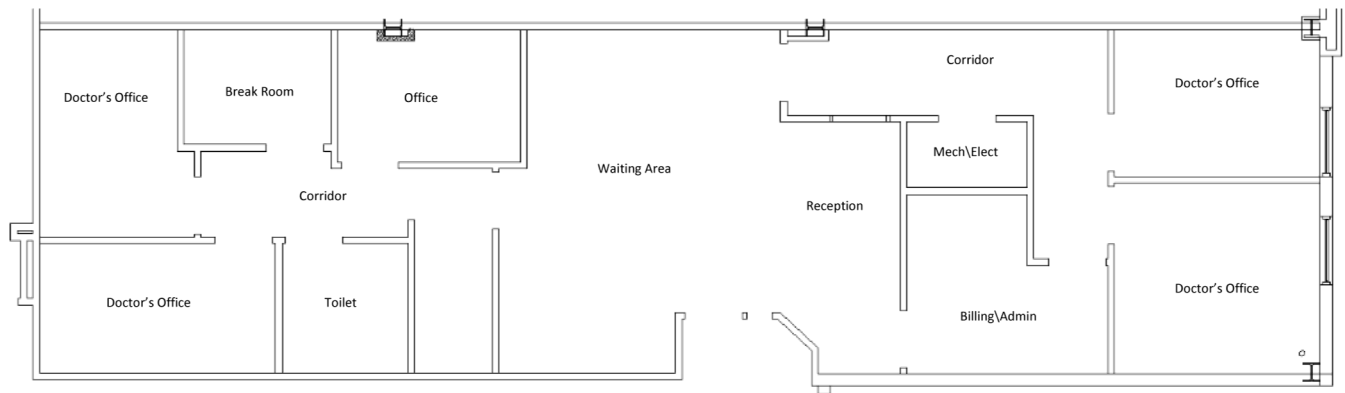 Corridor
Doctor's Office
Break Room
Office
Doctor's Office
Mech\Elect
Waiting Area
Corridor
Reception
Doctor's Office
Toilet
Billing\Admin
Doctor's Office